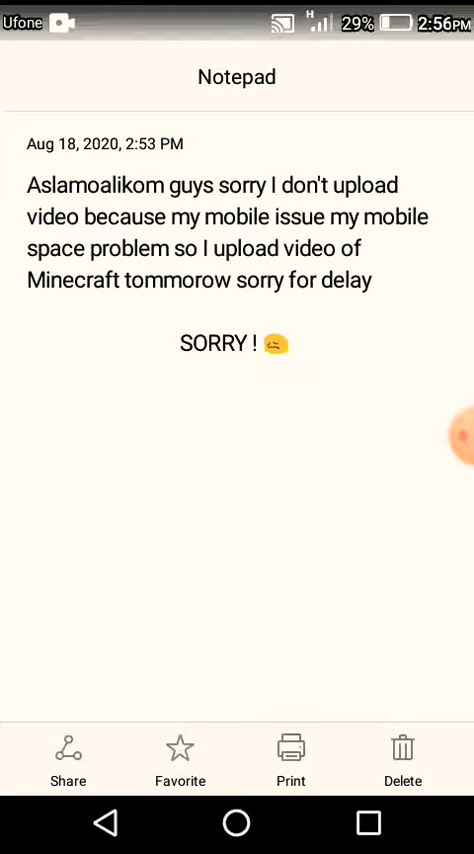 Ufone H 29% 2:56PM
Notepad
Aug 18, 2020, 2:53 PM
Aslamoalikom guys sorry I don't upload
video because my mobile issue my mobile
space problem so I upload video of
Minecraft tommorow sorry for delay
SORRY ! 😖
Share Favorite Print Delete